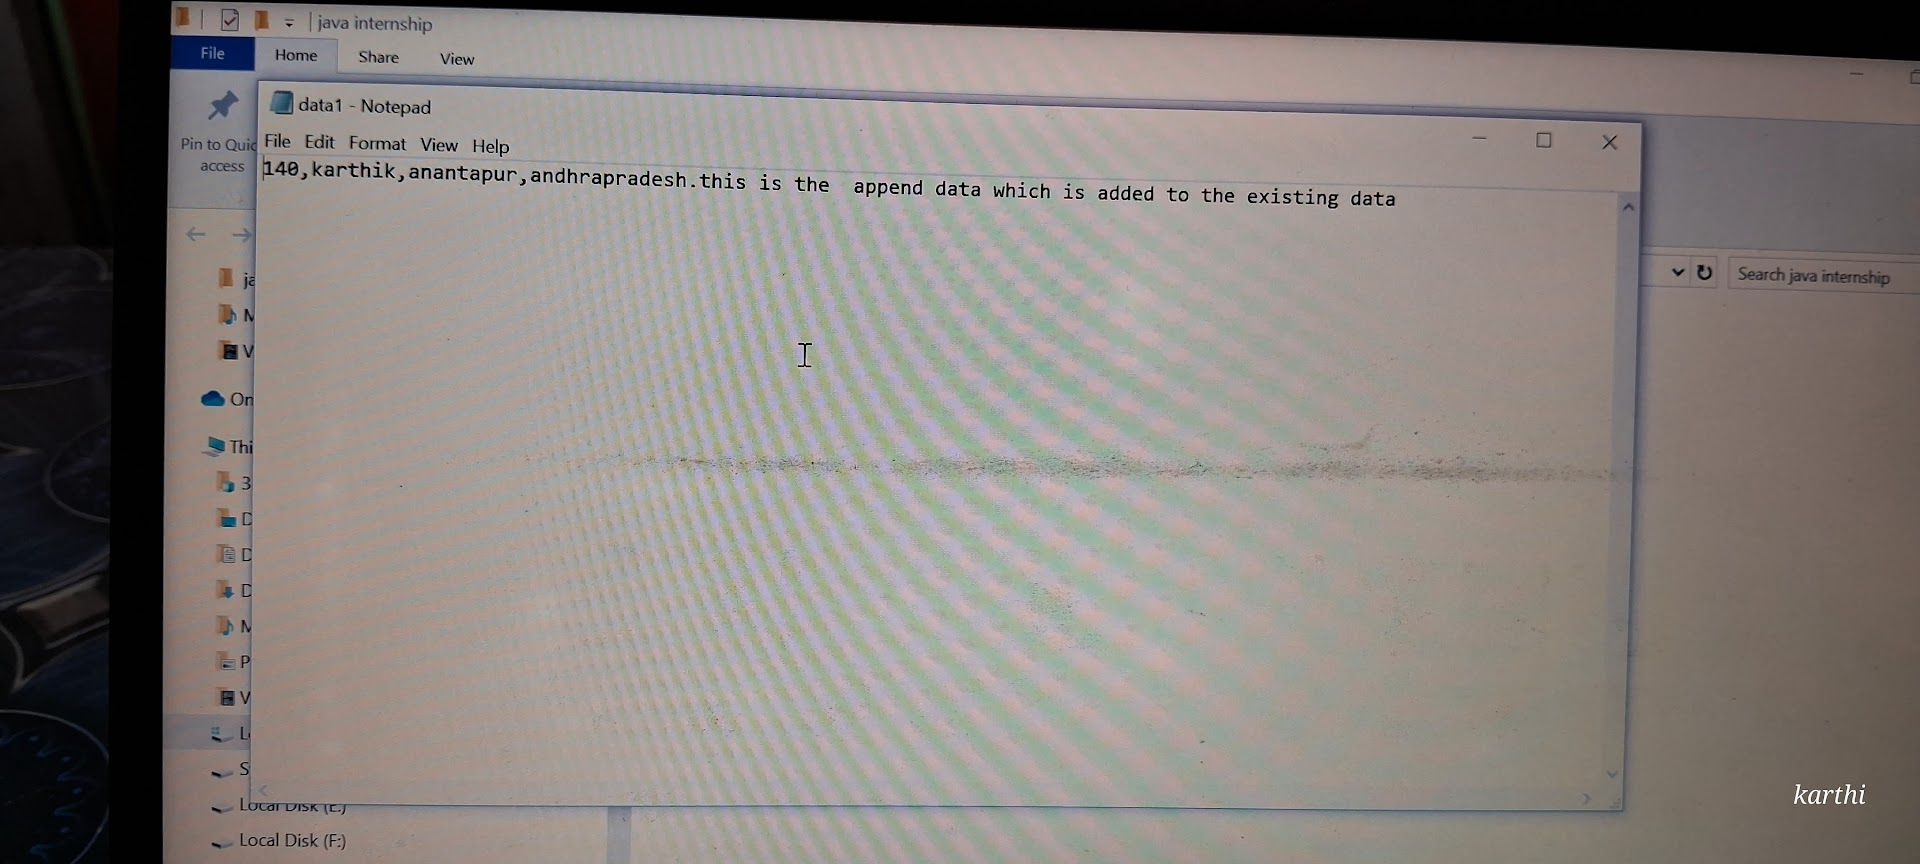 java internship
File Home Share View
data1 - Notepad
Pin to Quic
access
File Edit Format View Help
140,karthik,anantapur,andhrapradesh.this is the  append data which is added to the existing data
Search java internship
ja
M
V
On
Thi
3
D
D
D
M
P
V
L
S
Local Disk (E:)
Local Disk (F:)
karthi